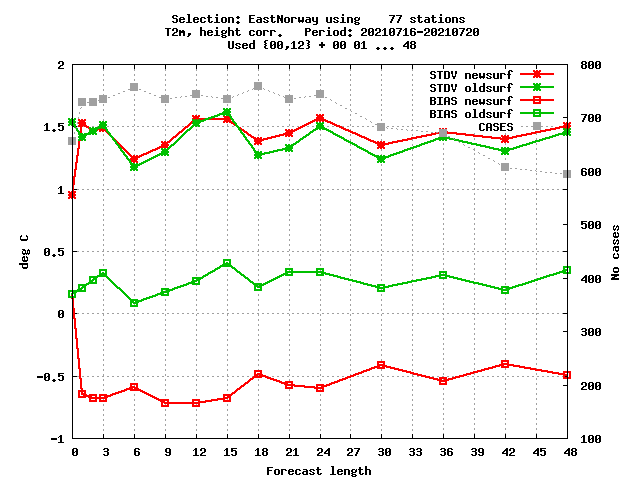 Selection: EastNorway using    77 stations
T2m, height corr.   Period: 20210716-20210720
Used {00,12} + 00 01 ... 48
STDV newsurf
STDV oldsurf
BIAS newsurf
BIAS oldsurf
CASES
2
1.5
1
0.5
0
-0.5
-1
deg C
800
700
600
500
400
300
200
100
No cases
0 3 6 9 12 15 18 21 24 27 30 33 36 39 42 45 48
Forecast length